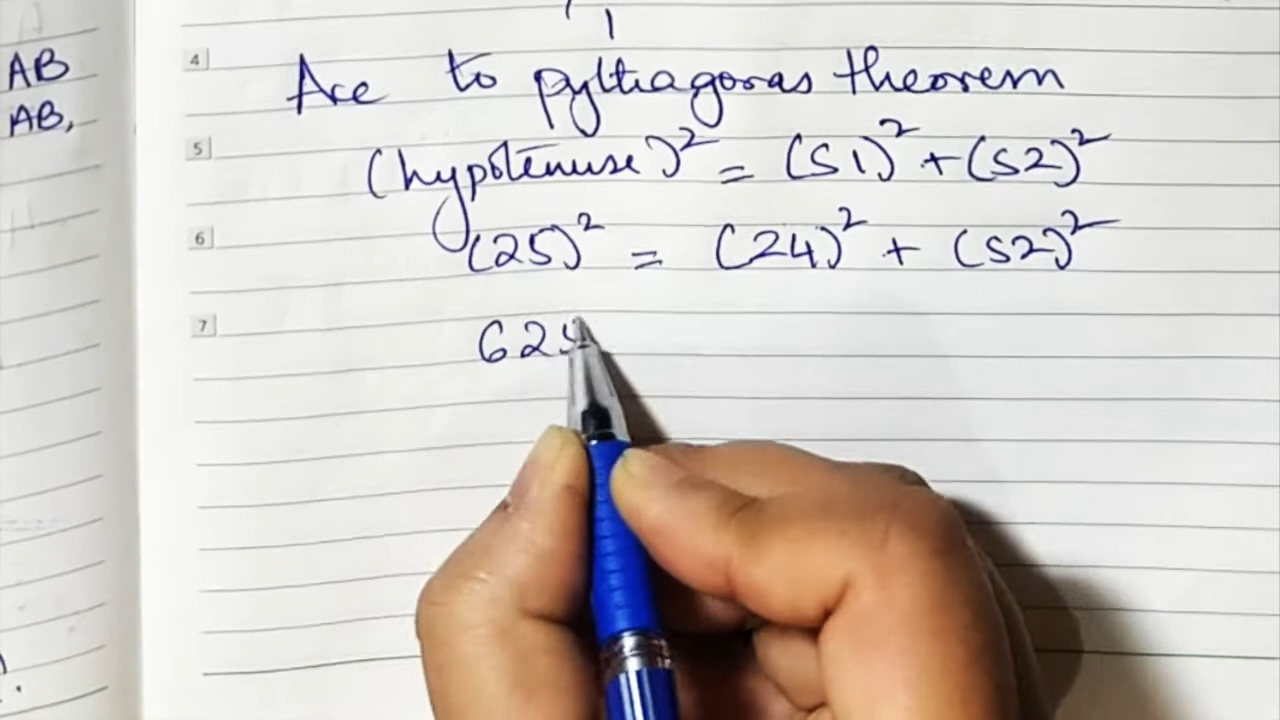 AB
AB,
4
Acc to pythagoras theorem
5
(hypotenuse)² = (S1)² + (S2)²
6
(25)² = (24)² + (S2)²
7
625